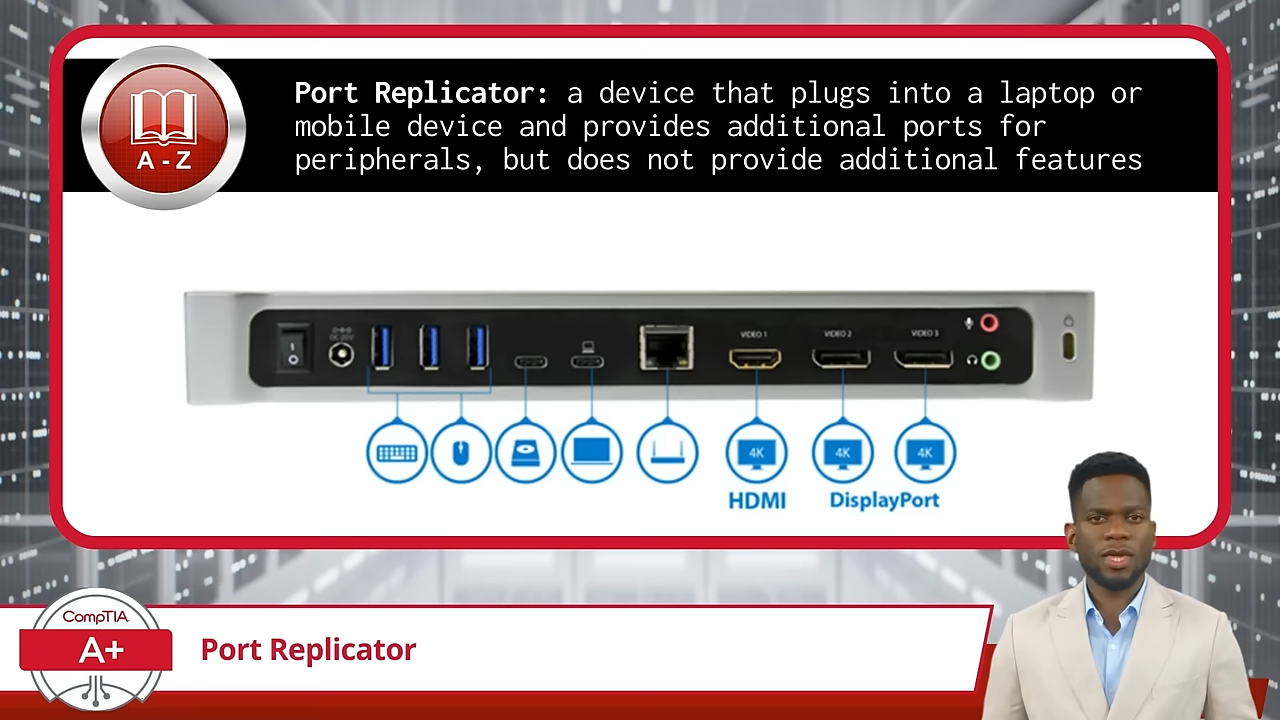 Port Replicator: a device that plugs into a laptop or
mobile device and provides additional ports for
peripherals, but does not provide additional features
A - Z
VIDEO 1
VIDEO 2
VIDEO 3
4K
4K
4K
HDMI
DisplayPort
CompTIA
A+
Port Replicator